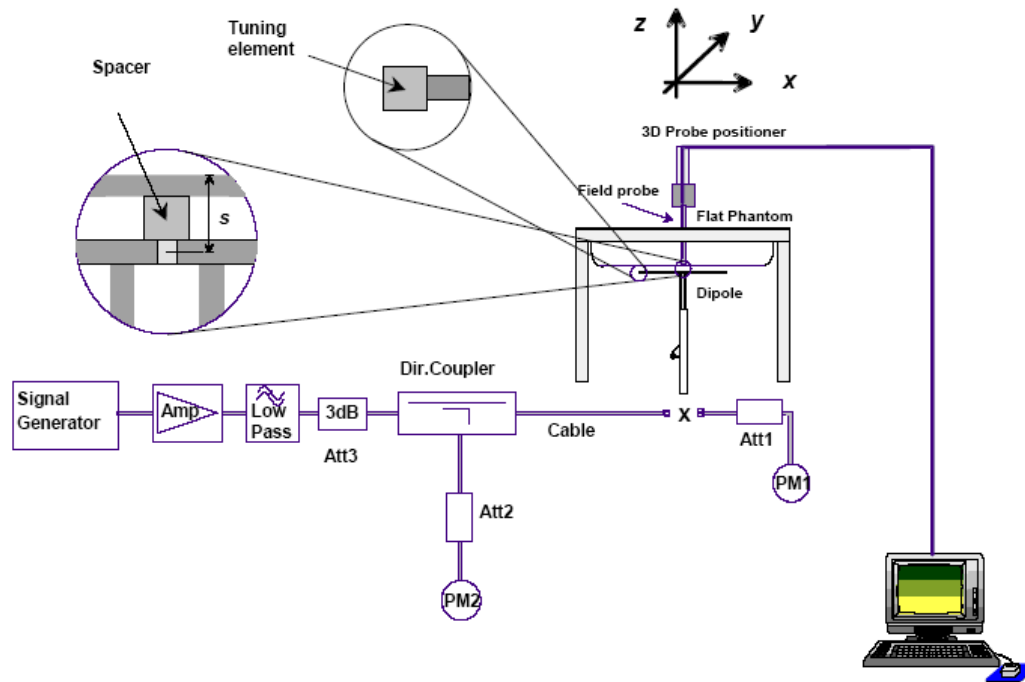 Tuning
element
Spacer
s
z
y
x
3D Probe positioner
Field probe
Flat Phantom
Dipole
Dir.Coupler
Signal
Generator
Amp
Low
Pass
3dB
Att3
Cable
X
Att1
PM1
Att2
PM2